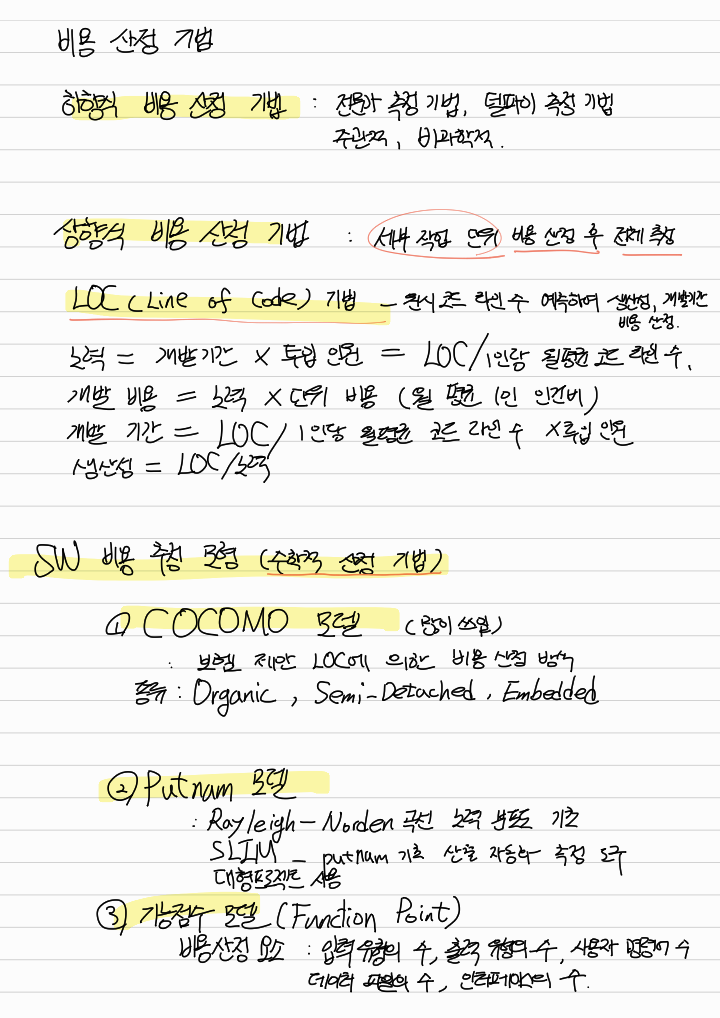 비용 산정 기법
하향식 비용 산정 기법 : 전문가 측정 기법, 델파이 측정 기법
주관적, 비과학적.
상향식 비용 산정 기법 : 세부 작업 단위 비용 산정 후 전체 측정
LOC (Line of Code) 기법 - 원시 코드 라인 수 예측하여 생산성, 개발기간
비용 산정.
노력 = 개발기간 × 투입 인원 = LOC/1인당 월평균 코드 라인 수.
개발 비용 = 노력 × 단위 비용 (월 평균 1인 인건비)
개발 기간 = LOC/1인당 월평균 코드 라인 수 × 투입 인원
생산성 = LOC/노력
SW 비용 추정 모형 (수학적 산정 기법)
① COCOMO 모델 (많이 쓰임)
: 보헴 제안 LOC에 의한 비용 산정 방식
종류 : Organic, Semi-Detached, Embedded
② Putnam 모델
: Rayleigh-Norden 곡선 노력 분포도 기초
SLIM - putnam 기초 산출 자동화 측정 도구
대형프로젝트 사용
③ 기능점수 모델 (Function Point)
비용산정 요소 : 입력 유형의 수, 출력 유형의 수, 사용자 명령어 수
데이터 파일의 수, 인터페이스의 수.